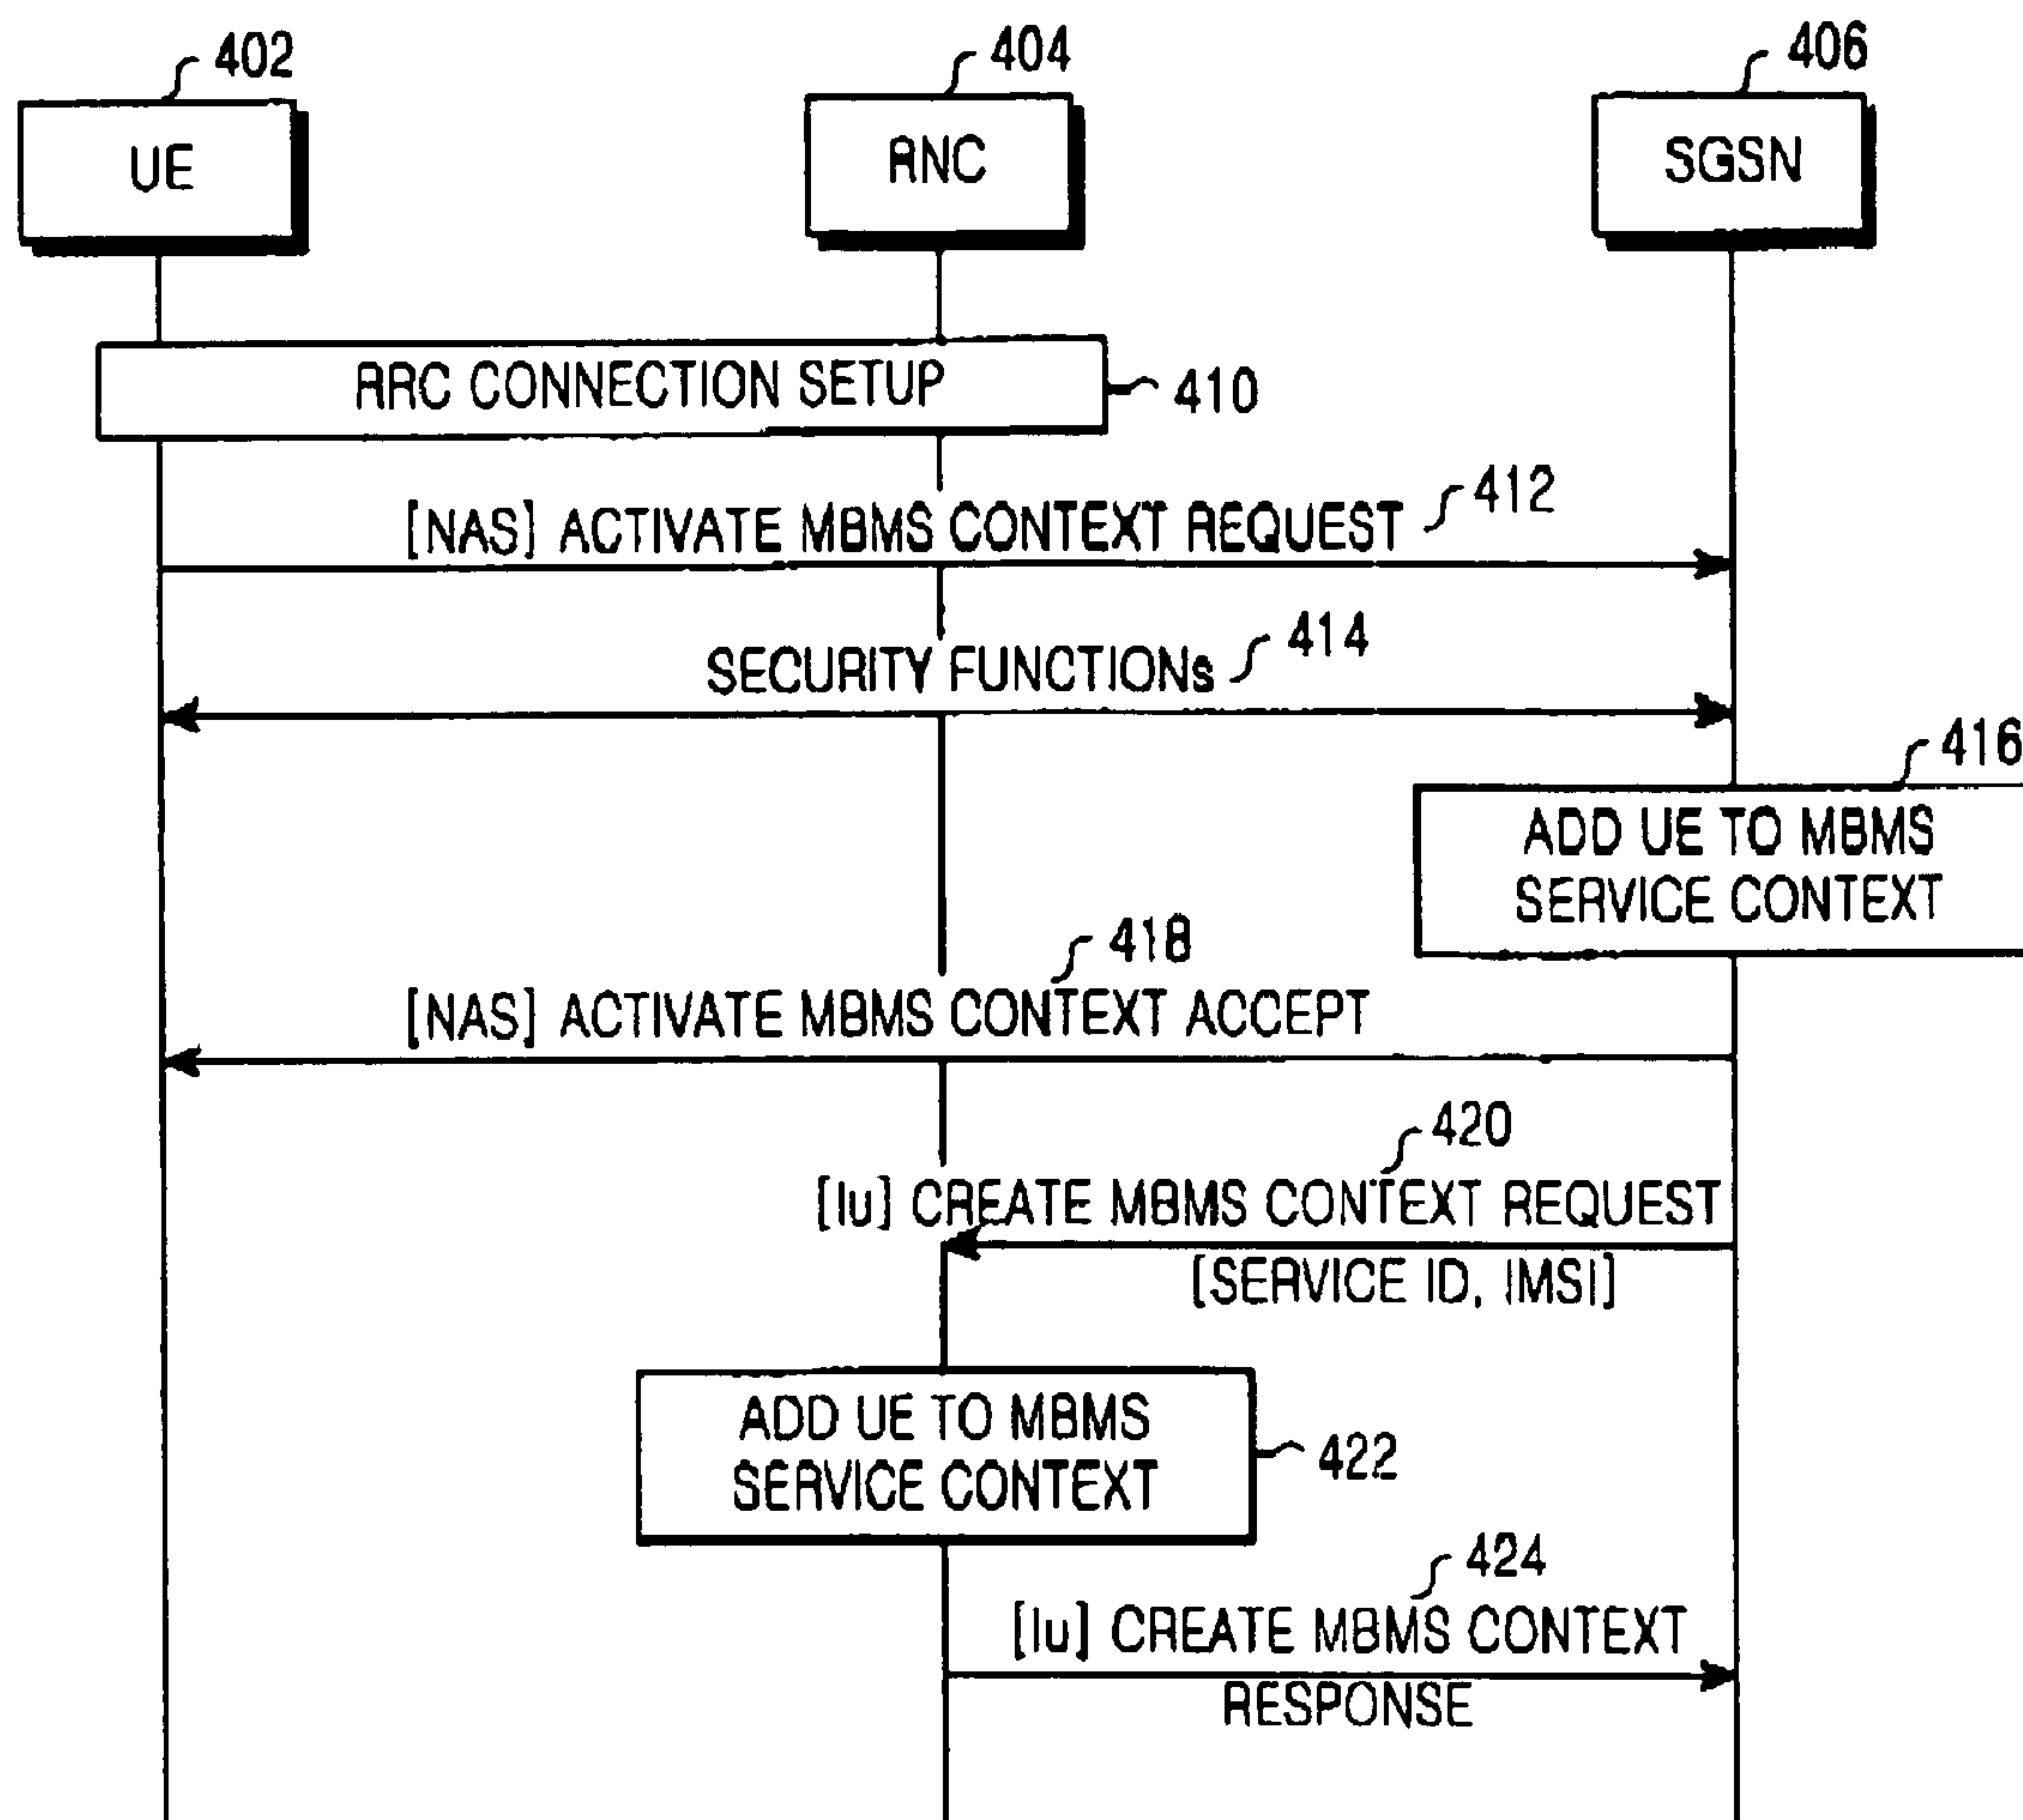 402
404
406
UE
RNC
SGSN
RRC CONNECTION SETUP
410
[NAS] ACTIVATE MBMS CONTEXT REQUEST
412
SECURITY FUNCTIONs
414
416
ADD UE TO MBMS
SERVICE CONTEXT
418
[NAS] ACTIVATE MBMS CONTEXT ACCEPT
420
[Iu] CREATE MBMS CONTEXT REQUEST
[SERVICE ID, IMSI]
ADD UE TO MBMS
SERVICE CONTEXT
422
424
[Iu] CREATE MBMS CONTEXT
RESPONSE